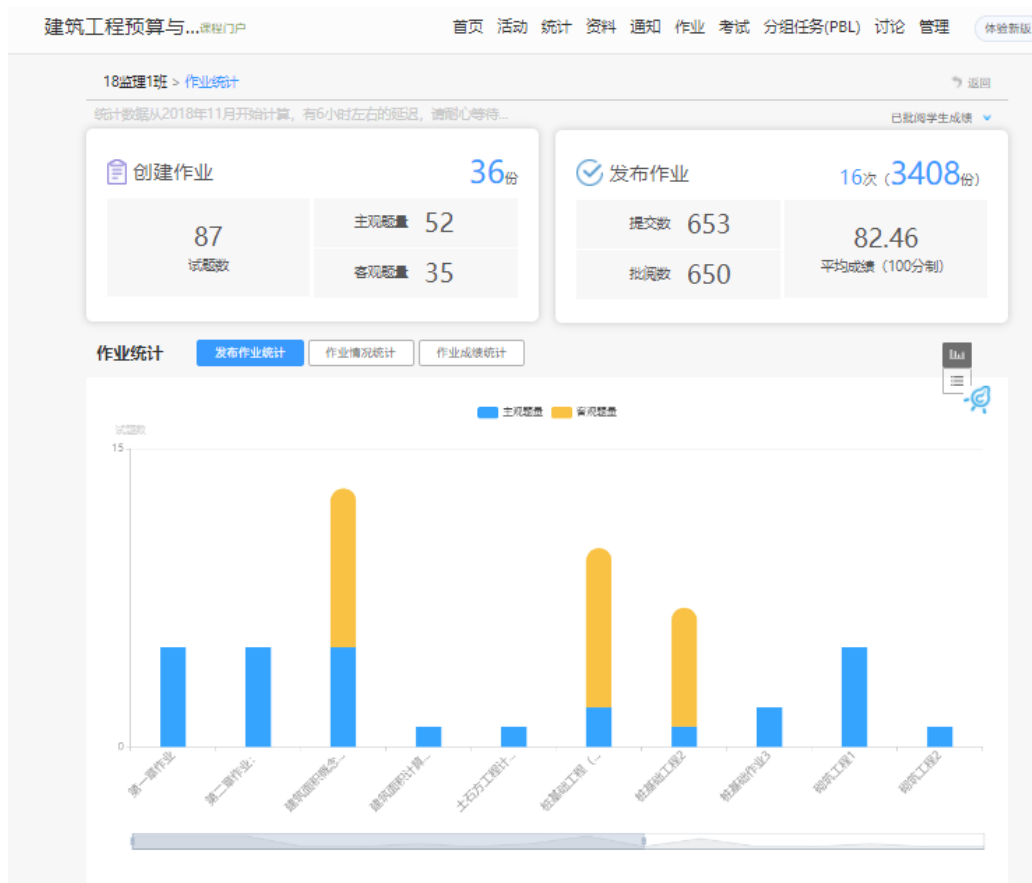 建筑工程预算与...课程门户 首页 活动 统计 资料 通知 作业 考试 分组任务(PBL) 讨论 管理 体验新版
18监理1班 > 作业统计 返回
统计数据从2018年11月开始计算，有6小时左右的延迟，请耐心等待...
已批阅学生成绩
创建作业 36份
87
试题数
主观题量 52
客观题量 35
发布作业 16次（3408份）
提交数 653
批阅数 650
82.46
平均成绩（100分制）
作业统计 发布作业统计 作业情况统计 作业成绩统计
主观题量 客观题量
试题数
15
0
第一章作业
第二章作业:
建筑面积概念...
建筑面积计算...
土石方工程计...
桩基础工程（...
桩基础工程2
桩基础作业3
砌筑工程1
砌筑工程2